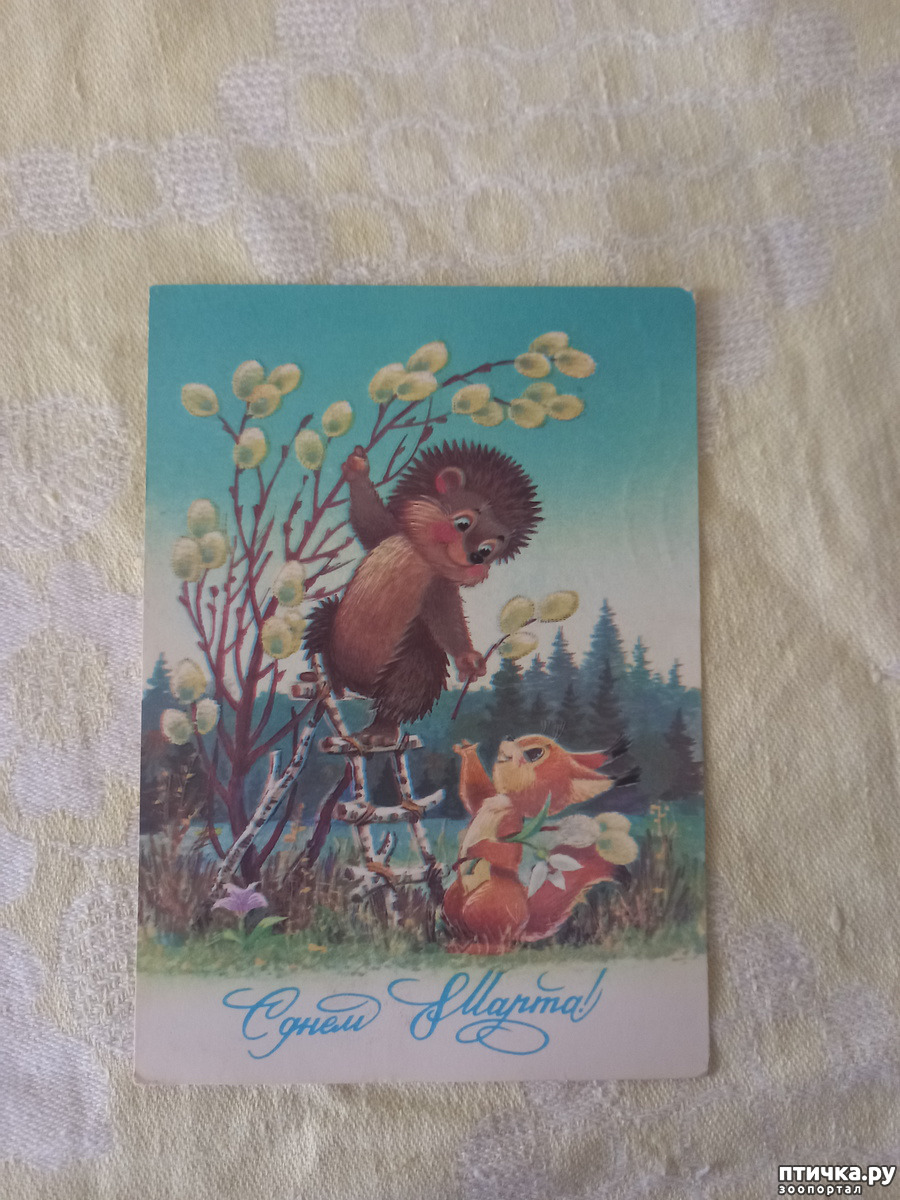 С днем 8 Марта!
птичка.ру
зоопортал